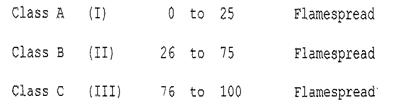 Class A (I) 0 to 25 Flamespread
Class B (II) 26 to 75 Flamespread
Class C (III) 76 to 100 Flamespread